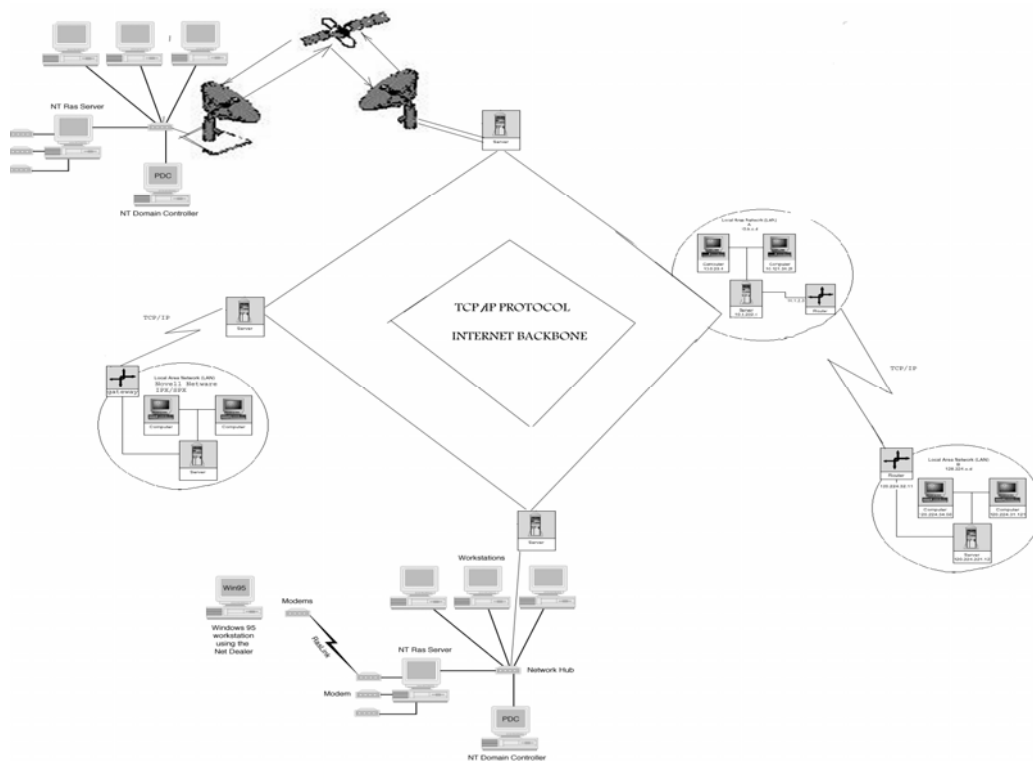 NT Ras Server
PDC
NT Domain Controller
Server
Local Area Network (LAN)
Computer
Computer
Server
Router
TCP/IP PROTOCOL
INTERNET BACKBONE
TCP/IP
Server
gateway
Local Area Network (LAN)
Novell Netware
IPX/SPX
Computer
Computer
Server
TCP/IP
Router
Local Area Network (LAN)
Computer
Computer
Server
Server
Workstations
Win95
Windows 95
workstation
using the
Net Dealer
Modems
RasLink
NT Ras Server
Modem
Network Hub
PDC
NT Domain Controller